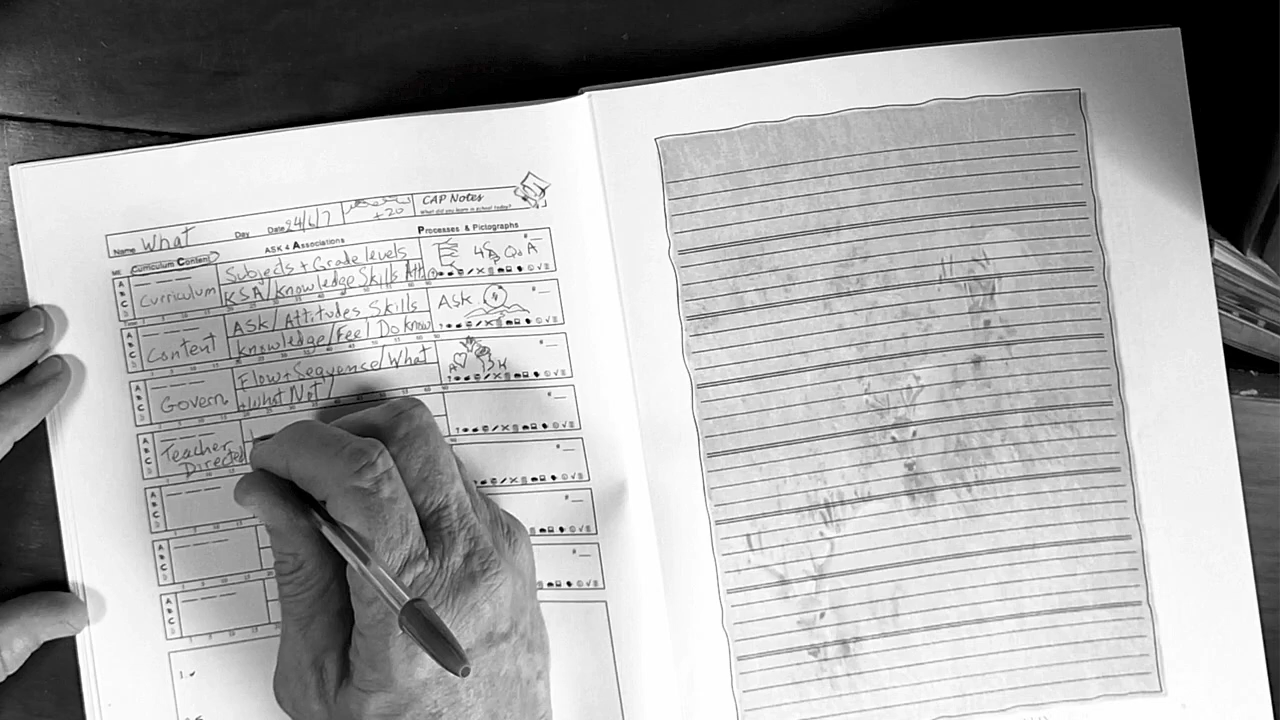 CAP Notes
What did you learn in school today?
Name What Day Date 24/6/7 +20
ME Curriculum Content ASK 4 Associations Processes & Pictographs
Curriculum
Subjects + Grade levels
KSA/Knowledge Skills Att
Content
Ask/Attitudes Skills
Knowledge/Feel Do Know
Ask
Govern
Flow + Sequence/What
+ What Not
A K
Teacher
Directed
1.